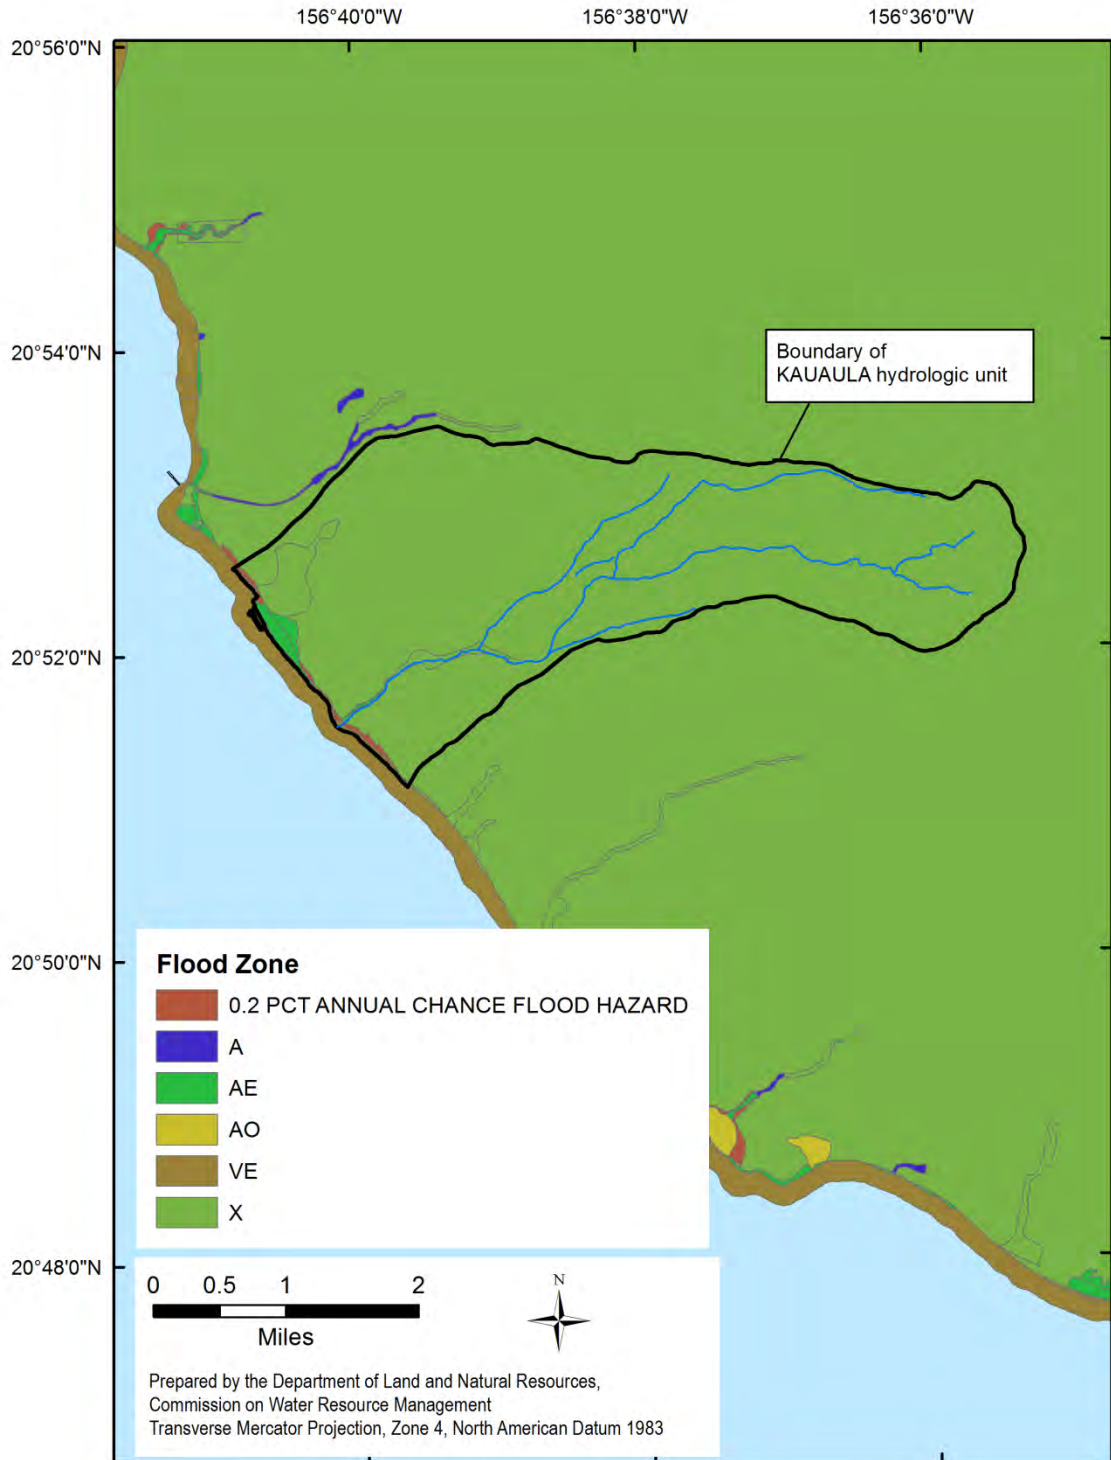 156°40'0"W 156°38'0"W 156°36'0"W
20°56'0"N
20°54'0"N
Boundary of
KAUAULA hydrologic unit
20°52'0"N
20°50'0"N
Flood Zone
0.2 PCT ANNUAL CHANCE FLOOD HAZARD
A
AE
AO
VE
X
20°48'0"N
0 0.5 1 2
Miles
N
Prepared by the Department of Land and Natural Resources,
Commission on Water Resource Management
Transverse Mercator Projection, Zone 4, North American Datum 1983